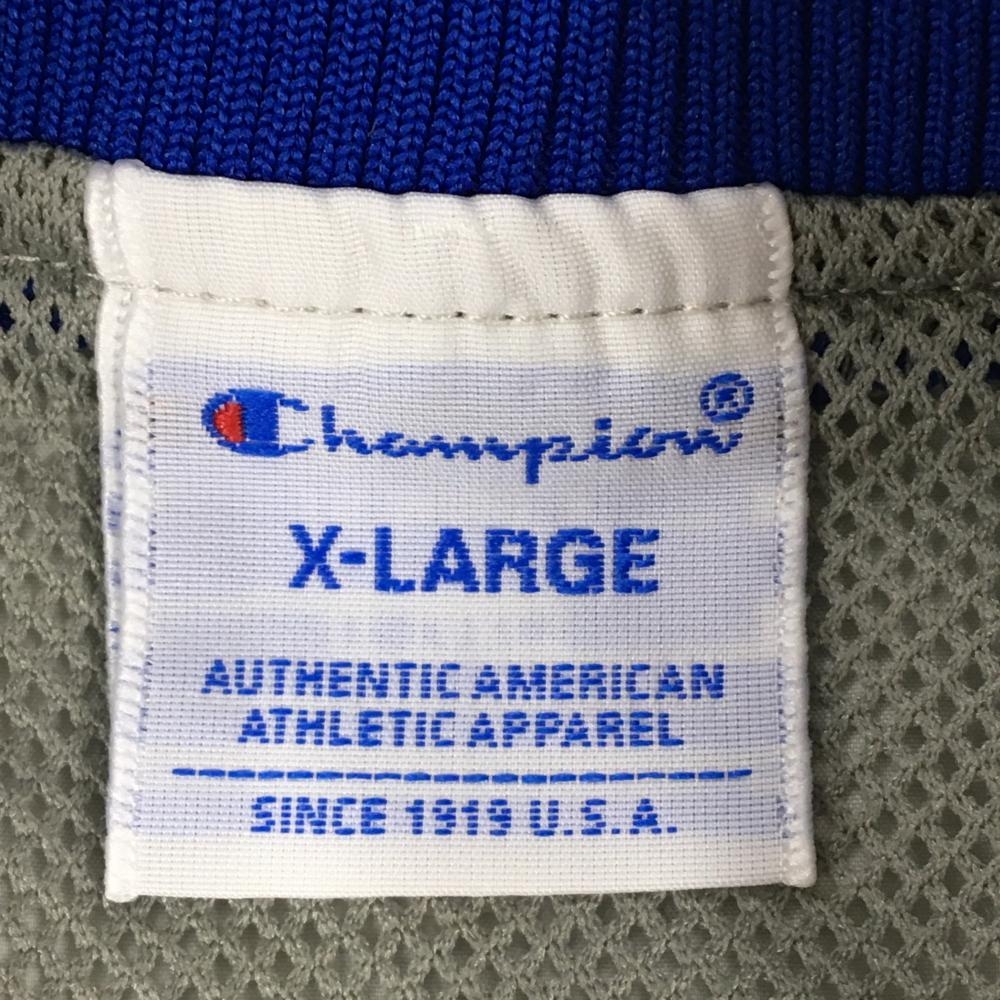 Champion®
X-LARGE
AUTHENTIC AMERICAN
ATHLETIC APPAREL
SINCE 1919 U.S.A.